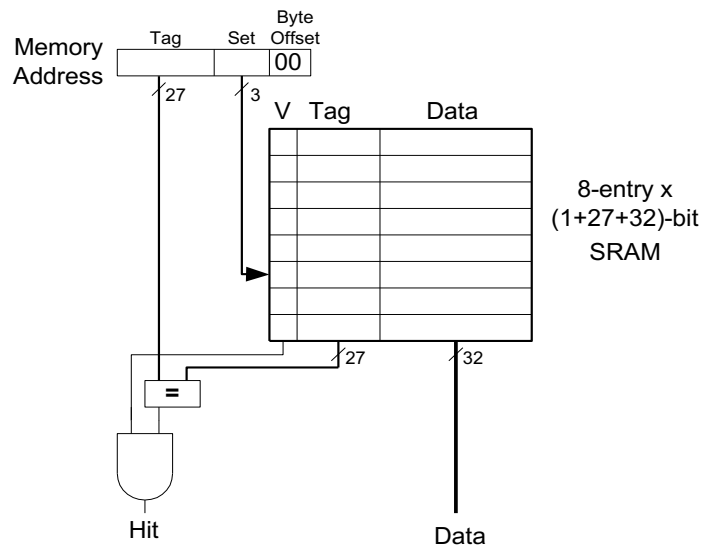 Byte
Tag Set Offset
Memory
Address
00
27 3
V Tag Data
8-entry x
(1+27+32)-bit
SRAM
27 32
=
Hit
Data